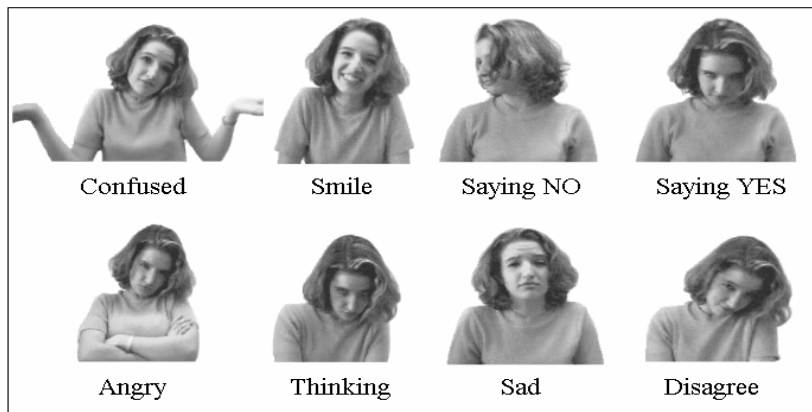 Confused Smile Saying NO Saying YES
Angry Thinking Sad Disagree